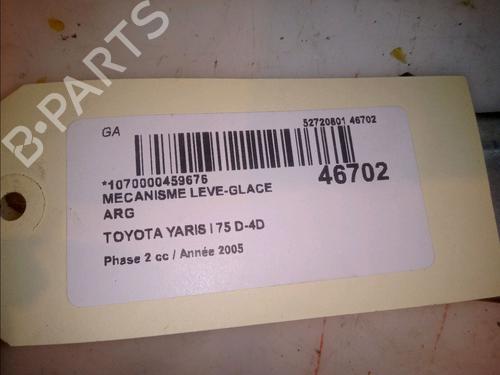 B-PARTS
GA
52720801 46702
*1070000459676
46702
MECANISME LEVE-GLACE
ARG
TOYOTA YARIS I 75 D-4D
Phase 2 cc / Année 2005